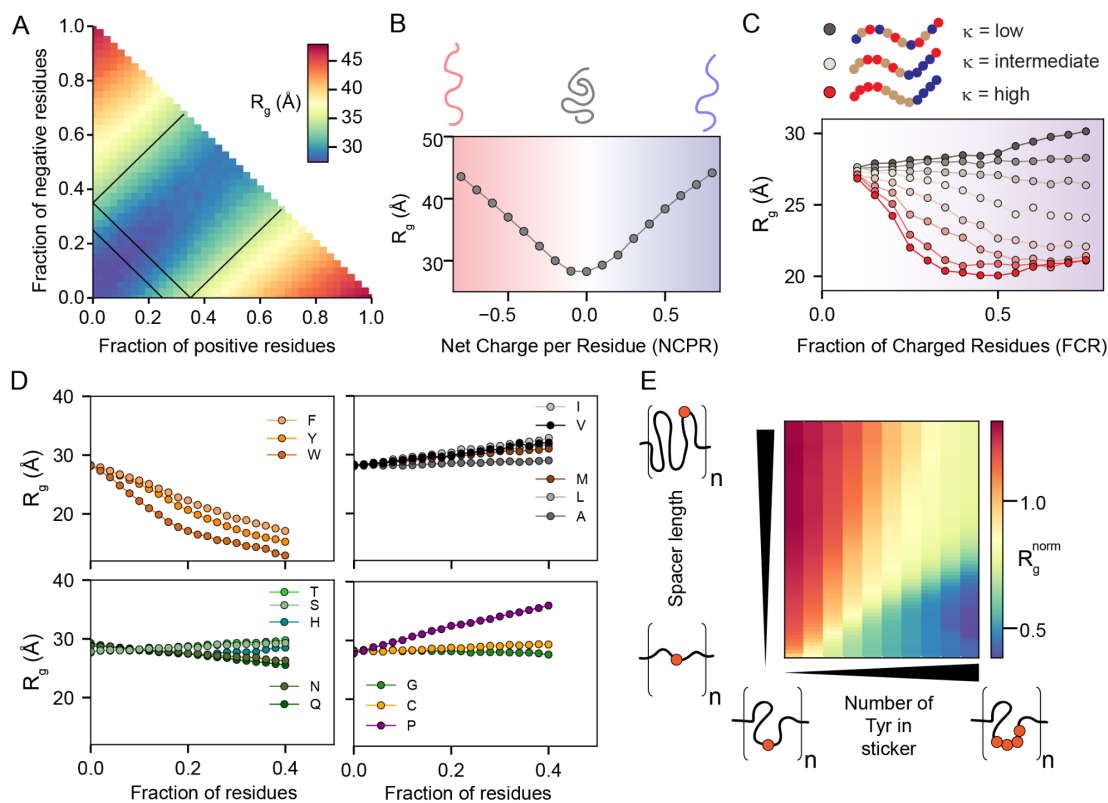 A
Fraction of negative residues
1.0
0.8
0.6
0.4
0.2
0.0
0.0
0.2
0.4
0.6
0.8
1.0
Fraction of positive residues
Rg (Å)
45
40
35
30
B
50
40
30
Rg (Å)
−0.5
0.0
0.5
Net Charge per Residue (NCPR)
C
κ = low
κ = intermediate
κ = high
30
25
20
Rg (Å)
0.0
0.5
Fraction of Charged Residues (FCR)
D
40
30
20
Rg (Å)
F
Y
W
I
V
M
L
A
40
30
20
Rg (Å)
T
S
H
N
Q
G
C
P
0.0
0.2
0.4
Fraction of residues
0.0
0.2
0.4
Fraction of residues
E
n
Spacer length
n
1.0
0.5
Rg norm
n
Number of
Tyr in
sticker
n